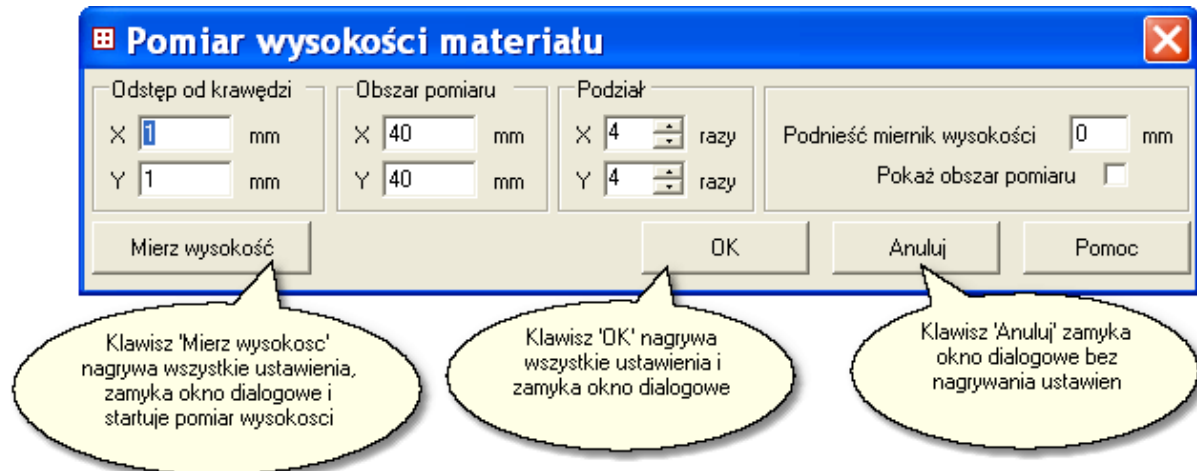 Pomiar wysokości materiału
Odstęp od krawędzi
X 1 mm
Y 1 mm
Obszar pomiaru
X 40 mm
Y 40 mm
Podział
X 4 razy
Y 4 razy
Podnieść miernik wysokości 0 mm
Pokaż obszar pomiaru
Mierz wysokość
OK
Anuluj
Pomoc
Klawisz 'Mierz wysokosc'
nagrywa wszystkie ustawienia,
zamyka okno dialogowe i
startuje pomiar wysokosci
Klawisz 'OK' nagrywa
wszystkie ustawienia i
zamyka okno dialogowe
Klawisz 'Anuluj' zamyka
okno dialogowe bez
nagrywania ustawien